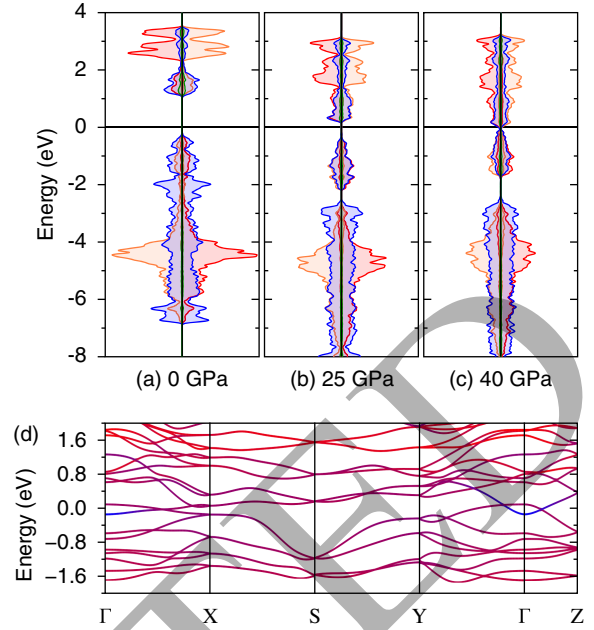 4
2
0
-2
-4
-6
-8
Energy (eV)
(a) 0 GPa
(b) 25 GPa
(c) 40 GPa
(d)
1.6
0.8
0.0
−0.8
−1.6
Energy (eV)
Γ X S Y Γ Z
TED